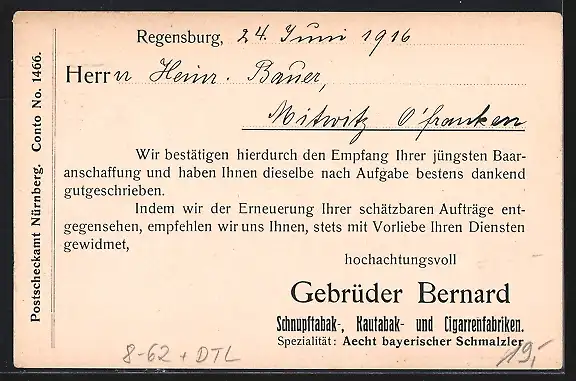 Regensburg, 24. Juni 1916
Herrn Heinr. Bauer,
Mitwitz O'franken
Wir bestätigen hierdurch den Empfang Ihrer jüngsten Baar-
anschaffung und haben Ihnen dieselbe nach Aufgabe bestens dankend
gutgeschrieben.
Indem wir der Erneuerung Ihrer schätzbaren Aufträge ent-
gegensehen, empfehlen wir uns Ihnen, stets mit Vorliebe Ihren Diensten
gewidmet,
hochachtungsvoll
Gebrüder Bernard
Schnupftabak-, Kautabak- und Cigarrenfabriken.
Spezialität: Aecht bayerischer Schmalzler
Postscheckamt Nürnberg. Conto No. 1466.
8-62 + DTL
19,-